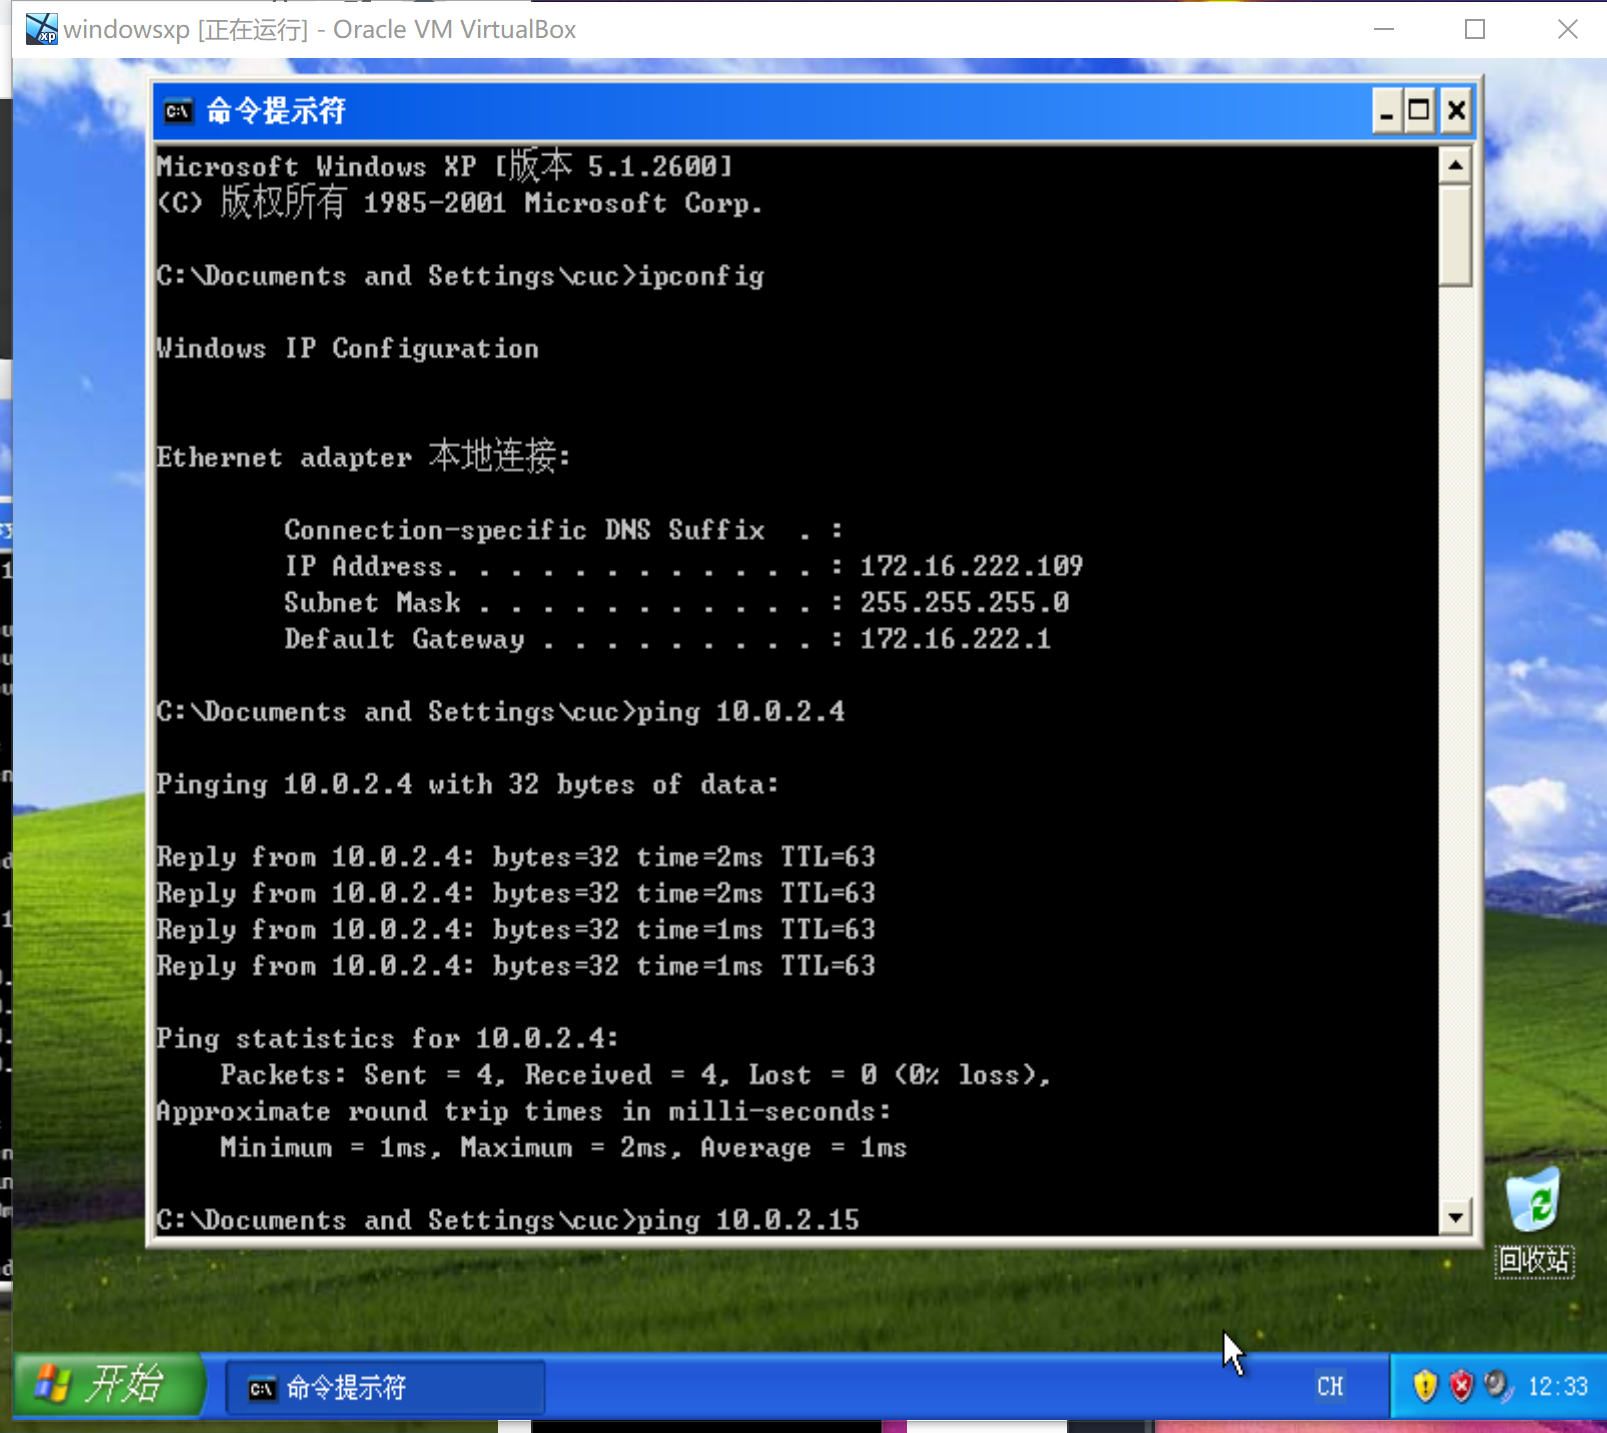 windowsxp [正在运行] - Oracle VM VirtualBox
命令提示符
Microsoft Windows XP [版本 5.1.2600]
(C) 版权所有 1985-2001 Microsoft Corp.
C:\Documents and Settings\cuc>ipconfig
Windows IP Configuration
Ethernet adapter 本地连接:
Connection-specific DNS Suffix . :
IP Address. . . . . . . . . . . . : 172.16.222.109
Subnet Mask . . . . . . . . . . . : 255.255.255.0
Default Gateway . . . . . . . . . : 172.16.222.1
C:\Documents and Settings\cuc>ping 10.0.2.4
Pinging 10.0.2.4 with 32 bytes of data:
Reply from 10.0.2.4: bytes=32 time=2ms TTL=63
Reply from 10.0.2.4: bytes=32 time=2ms TTL=63
Reply from 10.0.2.4: bytes=32 time=1ms TTL=63
Reply from 10.0.2.4: bytes=32 time=1ms TTL=63
Ping statistics for 10.0.2.4:
Packets: Sent = 4, Received = 4, Lost = 0 (0% loss),
Approximate round trip times in milli-seconds:
Minimum = 1ms, Maximum = 2ms, Average = 1ms
C:\Documents and Settings\cuc>ping 10.0.2.15
回收站
开始
命令提示符
CH
12:33